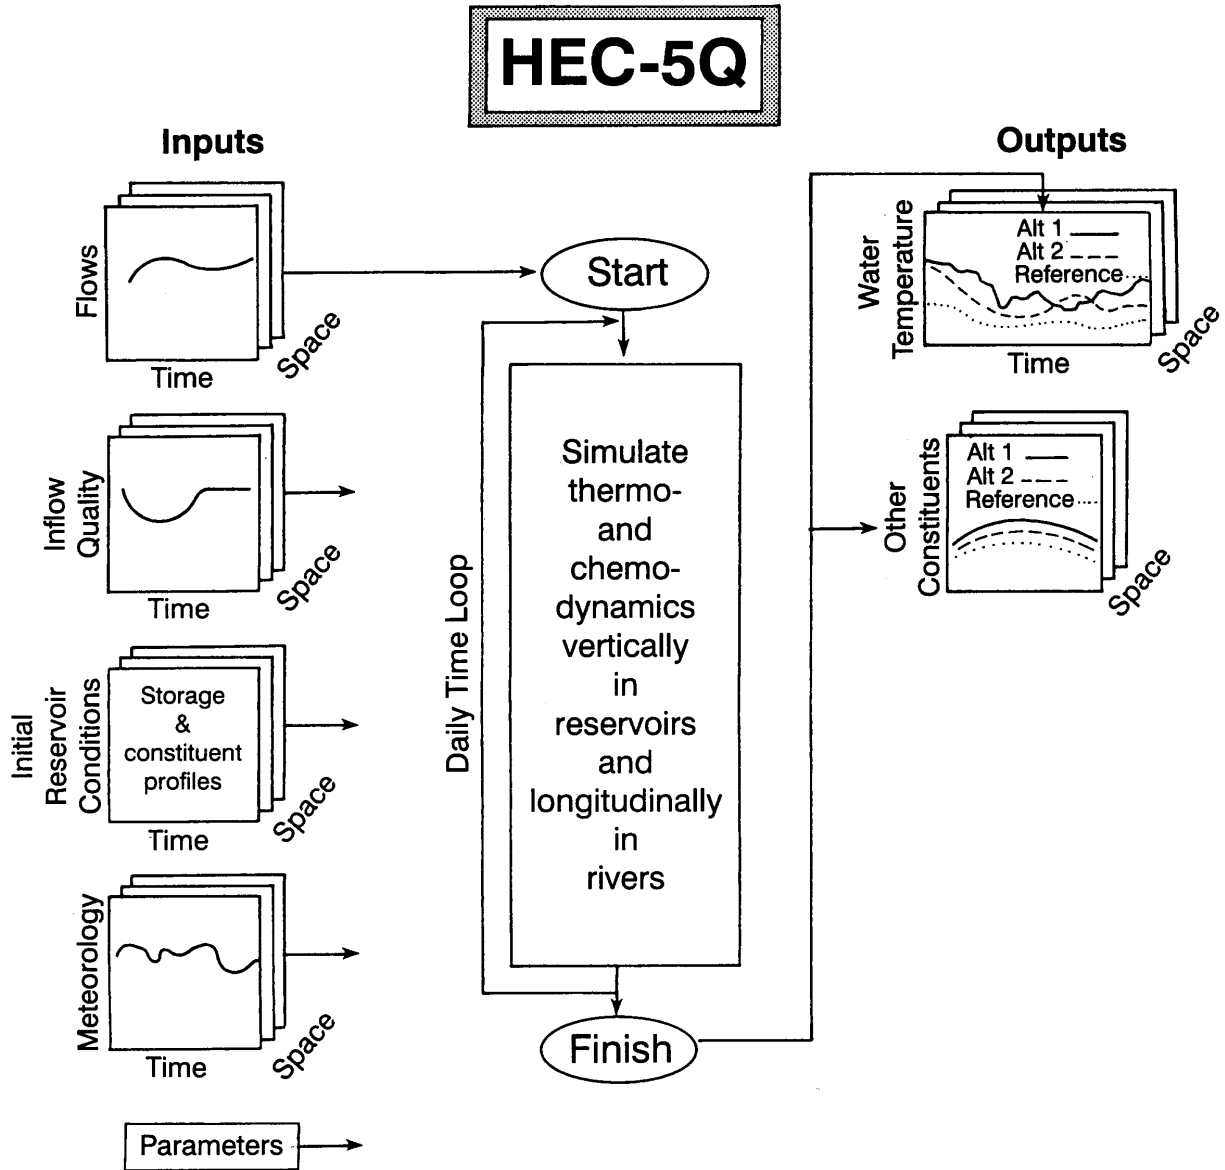 HEC-5Q
Inputs
Flows
Time
Space
Inflow
Quality
Time
Space
Initial
Reservoir
Conditions
Storage
&
constituent
profiles
Time
Space
Meteorology
Time
Space
Parameters
Start
Daily Time Loop
Simulate
thermo-
and
chemo-
dynamics
vertically
in
reservoirs
and
longitudinally
in
rivers
Finish
Outputs
Water
Temperature
Alt 1
Alt 2
Reference
Time
Space
Other
Constituents
Alt 1
Alt 2
Reference
Space